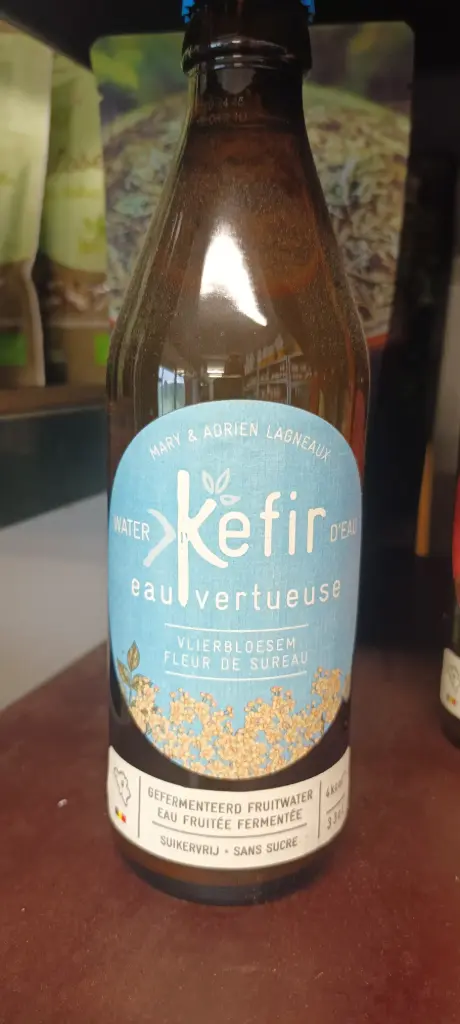 MARY & ADRIEN LAGNEAUX
WATER Kefir D'EAU
eau vertueuse
VLIERBLOESEM
FLEUR DE SUREAU
GEFERMENTEERD FRUITWATER
EAU FRUITÉE FERMENTÉE
SUIKERVRIJ • SANS SUCRE